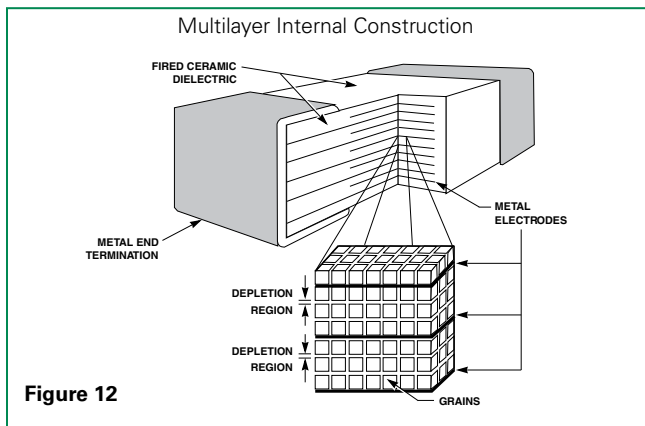 Multilayer Internal Construction
FIRED CERAMIC
DIELECTRIC
METAL
ELECTRODES
METAL END
TERMINATION
DEPLETION
REGION
DEPLETION
REGION
GRAINS
Figure 12